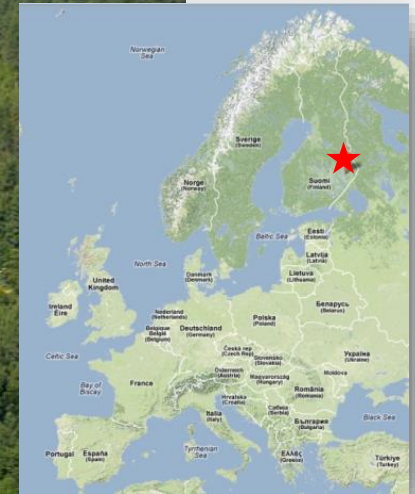 Norwegian
Sea
Sverige
(Sweden)
Suomi
(Finland)
Norge
(Norway)
Eesti
(Estonia)
Baltic Sea
Latvija
(Latvia)
North Sea
Danmark
(Denmark)
Lietuva
(Lithuania)
United
Kingdom
Беларусь
(Belarus)
Ireland
Éire
Nederland
(Netherlands)
Polska
(Poland)
België
Belgique
(Belgium)
Deutschland
(Germany)
Celtic Sea
Česká rep
(Czech Rep)
Україна
(Ukraine)
Slovensko
(Slovakia)
Österreich
(Austria)
Magyarország
(Hungary)
Moldova
Bay of
Biscay
France
România
(Romania)
Hrvatska
(Croatia)
Србија
(Serbia)
Italia
(Italy)
България
(Bulgaria)
Black Sea
Portugal
España
(Spain)
Tyrrhenian
Sea
Ελλάς
(Greece)
Türkiye
(Turkey)